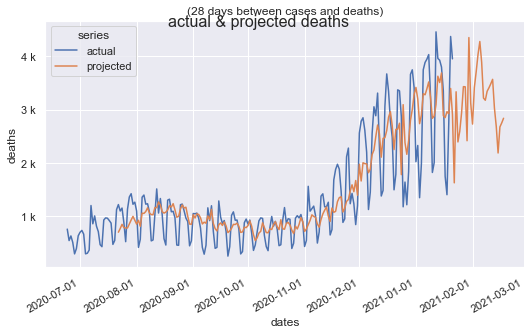 (28 days between cases and deaths)
actual & projected deaths
series
actual
projected
4 k
3 k
2 k
1 k
deaths
2020-07-01
2020-08-01
2020-09-01
2020-10-01
2020-11-01
2020-12-01
2021-01-01
2021-02-01
2021-03-01
dates